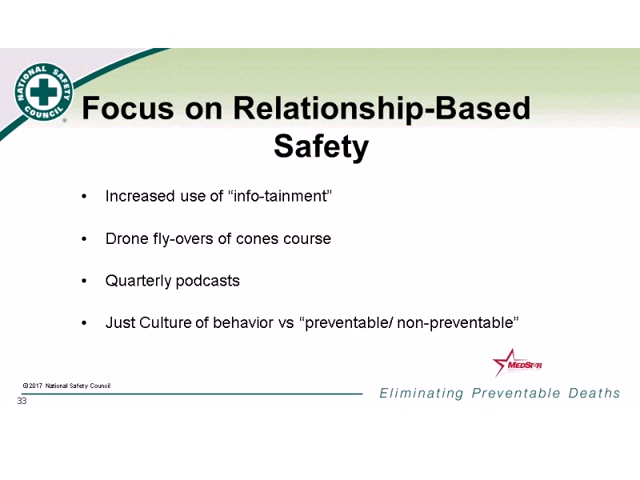 NATIONAL SAFETY COUNCIL
Focus on Relationship-Based
Safety
• Increased use of “info-tainment”
• Drone fly-overs of cones course
• Quarterly podcasts
• Just Culture of behavior vs “preventable/ non-preventable”
MEDSTAR
©2017 National Safety Council
Eliminating Preventable Deaths
33